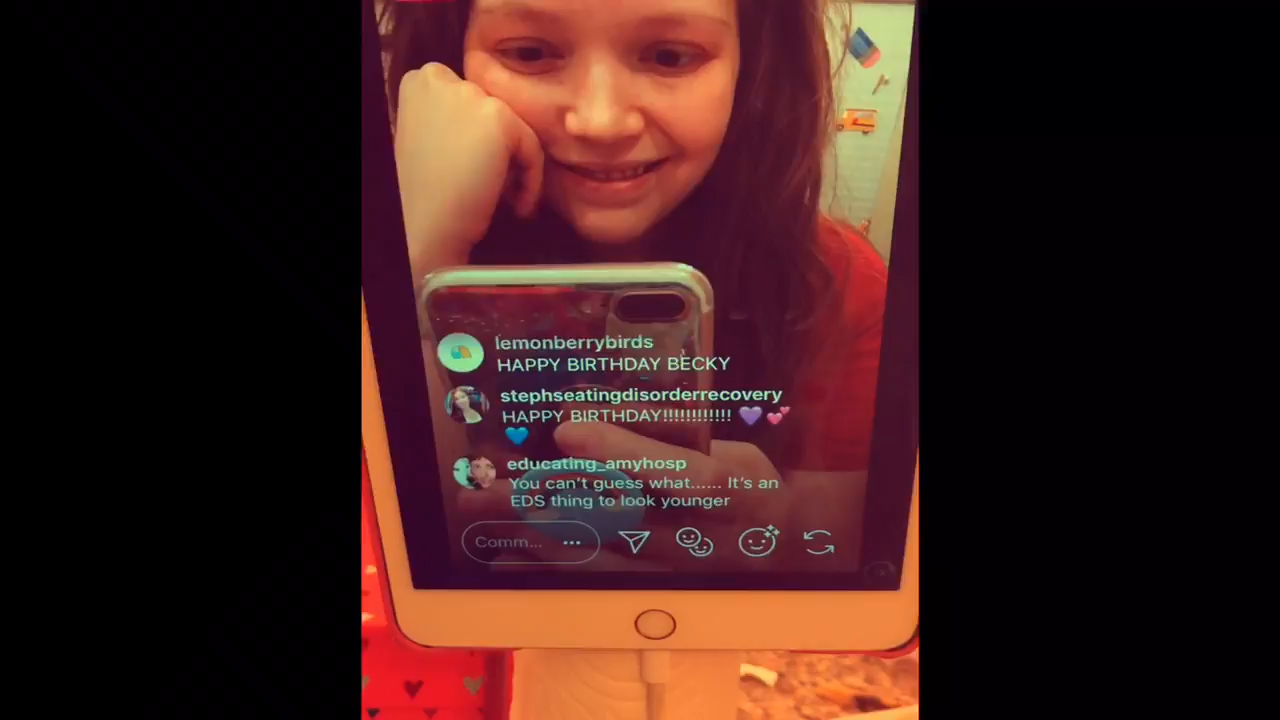 lemonberrybirds
HAPPY BIRTHDAY BECKY
stephseatingdisorderrecovery
HAPPY BIRTHDAY!!!!!!!!!!!! 💜 💕
💙
educating_amyhosp
You can't guess what...... It's an
EDS thing to look younger
Comm...